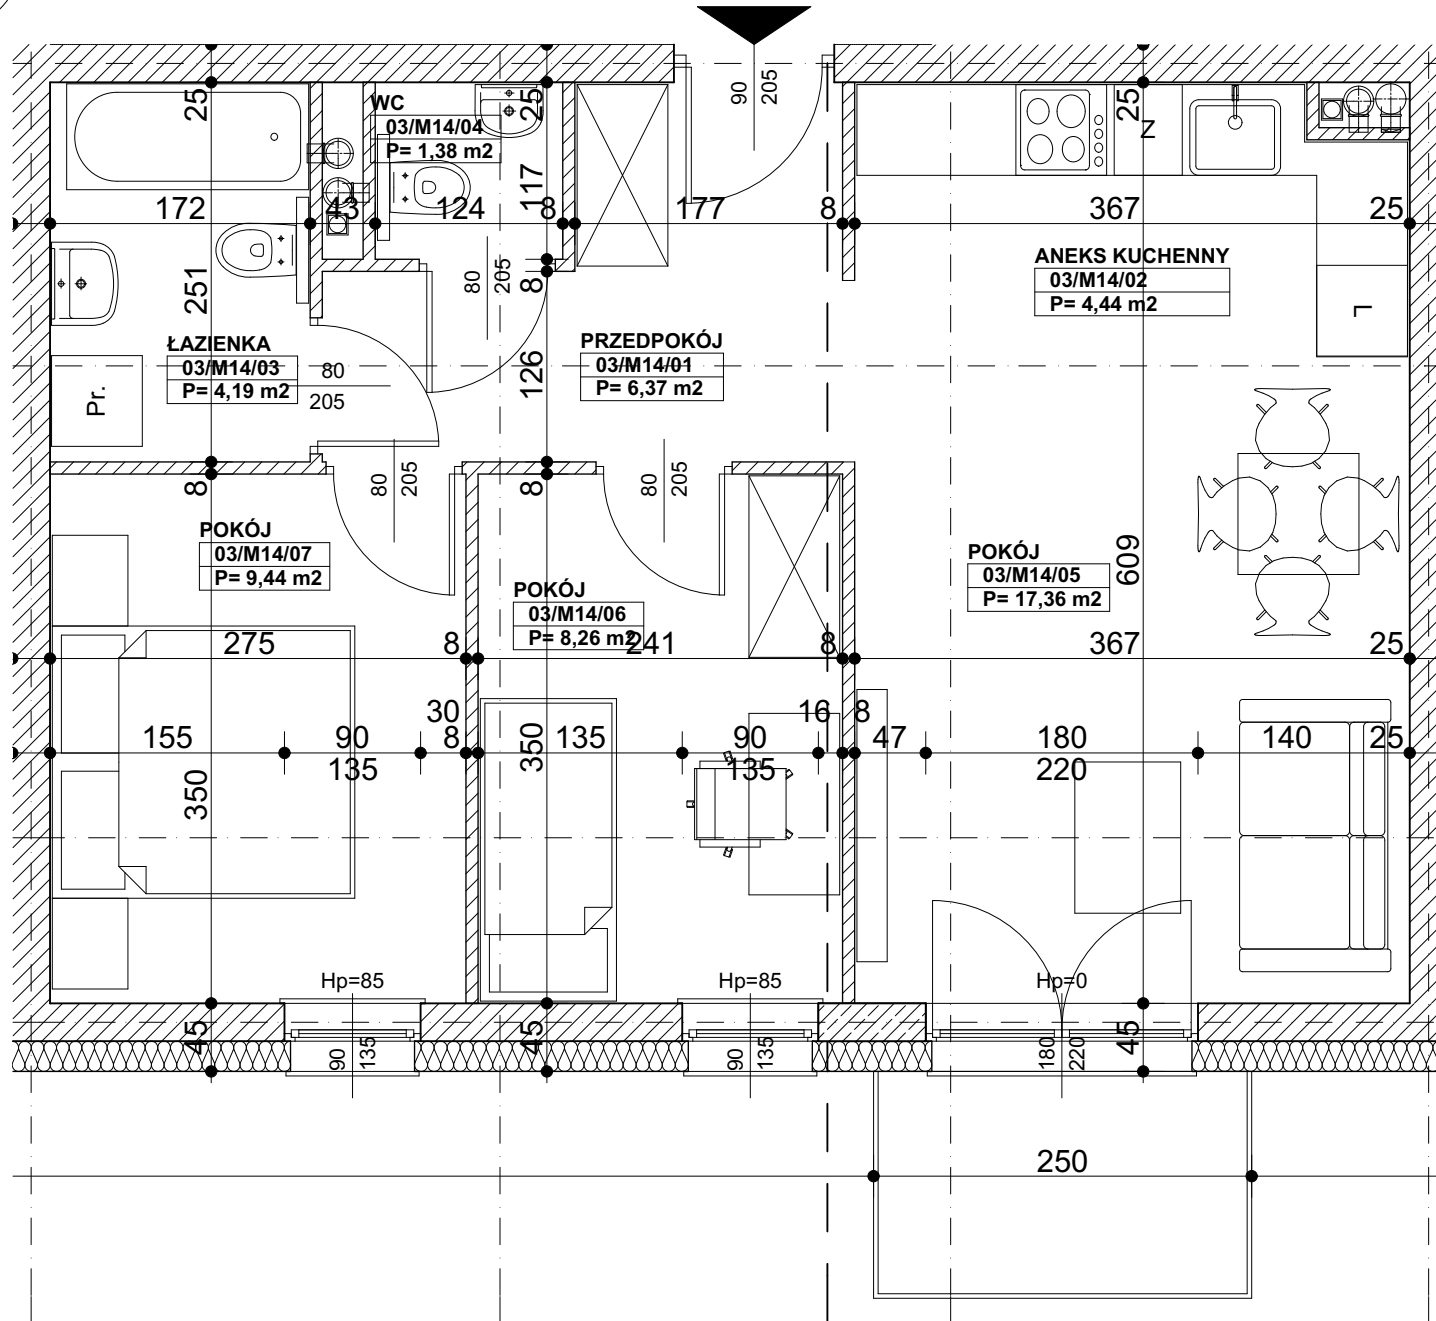 90
205
25
WC
03/M14/04
P= 1,38 m2
25
117
25
Z
172
43
124
8
177
8
367
25
251
80
205
8
ANEKS KUCHENNY
03/M14/02
P= 4,44 m2
L
ŁAZIENKA
03/M14/03
P= 4,19 m2
80
205
126
PRZEDPOKÓJ
03/M14/01
P= 6,37 m2
Pr.
8
80
205
8
80
205
POKÓJ
03/M14/07
P= 9,44 m2
POKÓJ
03/M14/06
P= 8,26 m2
POKÓJ
03/M14/05
P= 17,36 m2
609
275
8
241
8
367
25
155
90
135
30
8
135
90
135
16
8
47
180
220
140
25
350
350
Hp=85
Hp=85
Hp=0
45
90
135
45
90
135
180
220
45
250